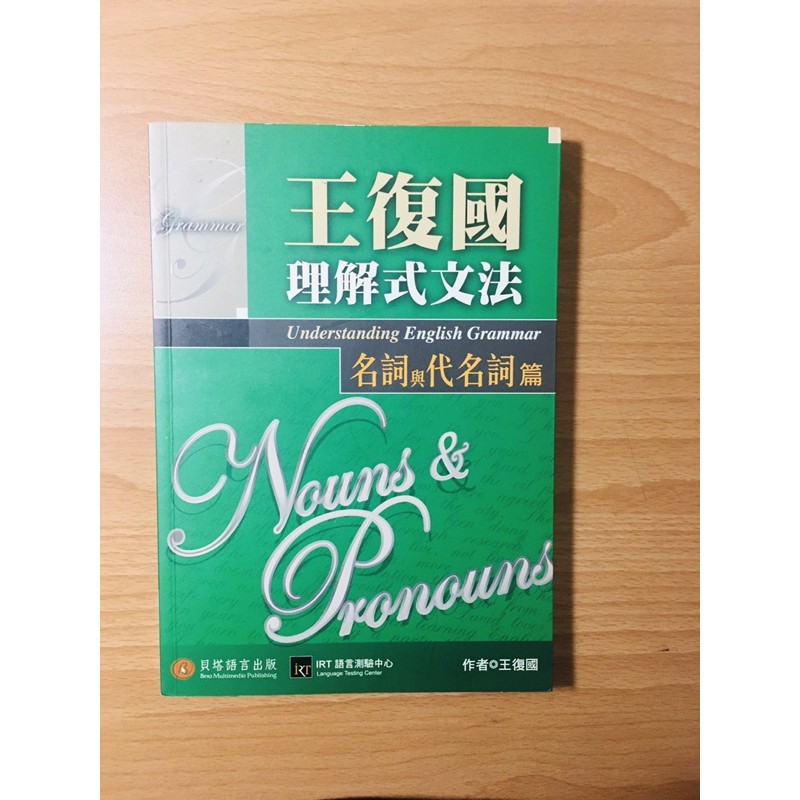 Grammar
王復國
理解式文法
Understanding English Grammar
名詞與代名詞篇
Nouns &
Pronouns
貝塔語言出版
Beta Multimedia Publishing
iRT
IRT 語言測驗中心
Language Testing Center
作者◎王復國